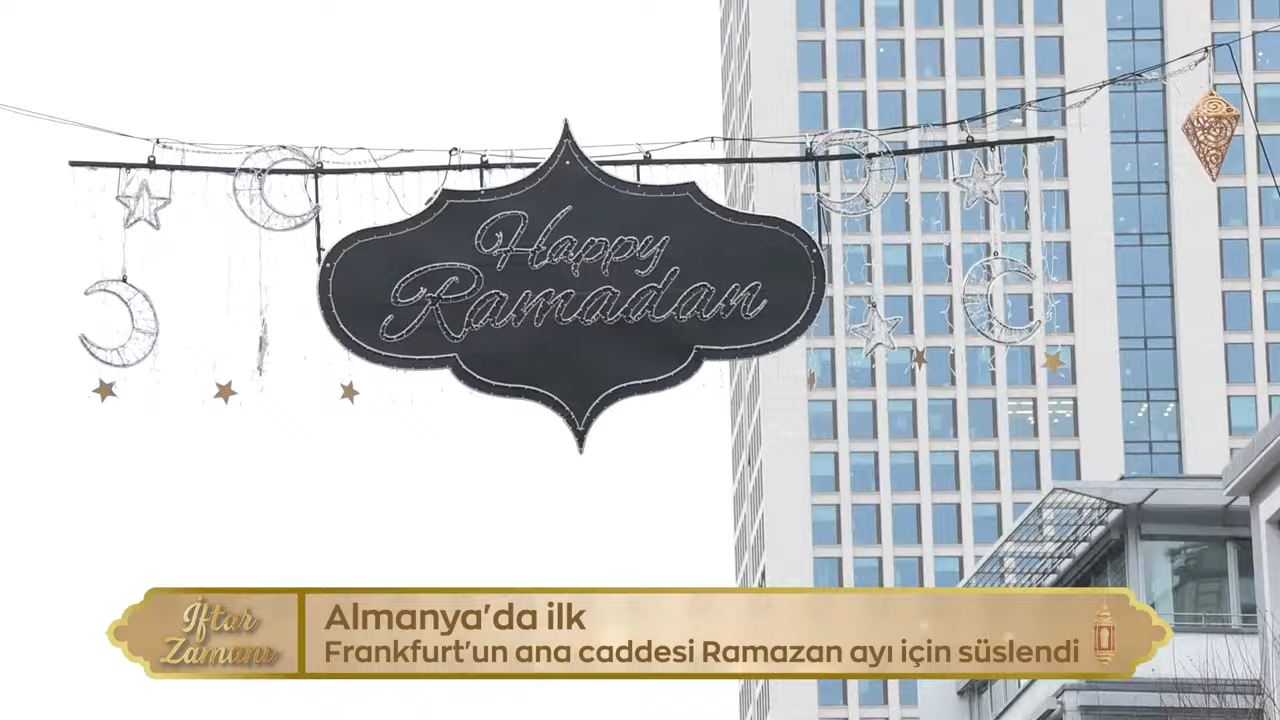 Happy
Ramadan
İftar
Zamanı
Almanya'da ilk
Frankfurt'un ana caddesi Ramazan ayı için süslendi